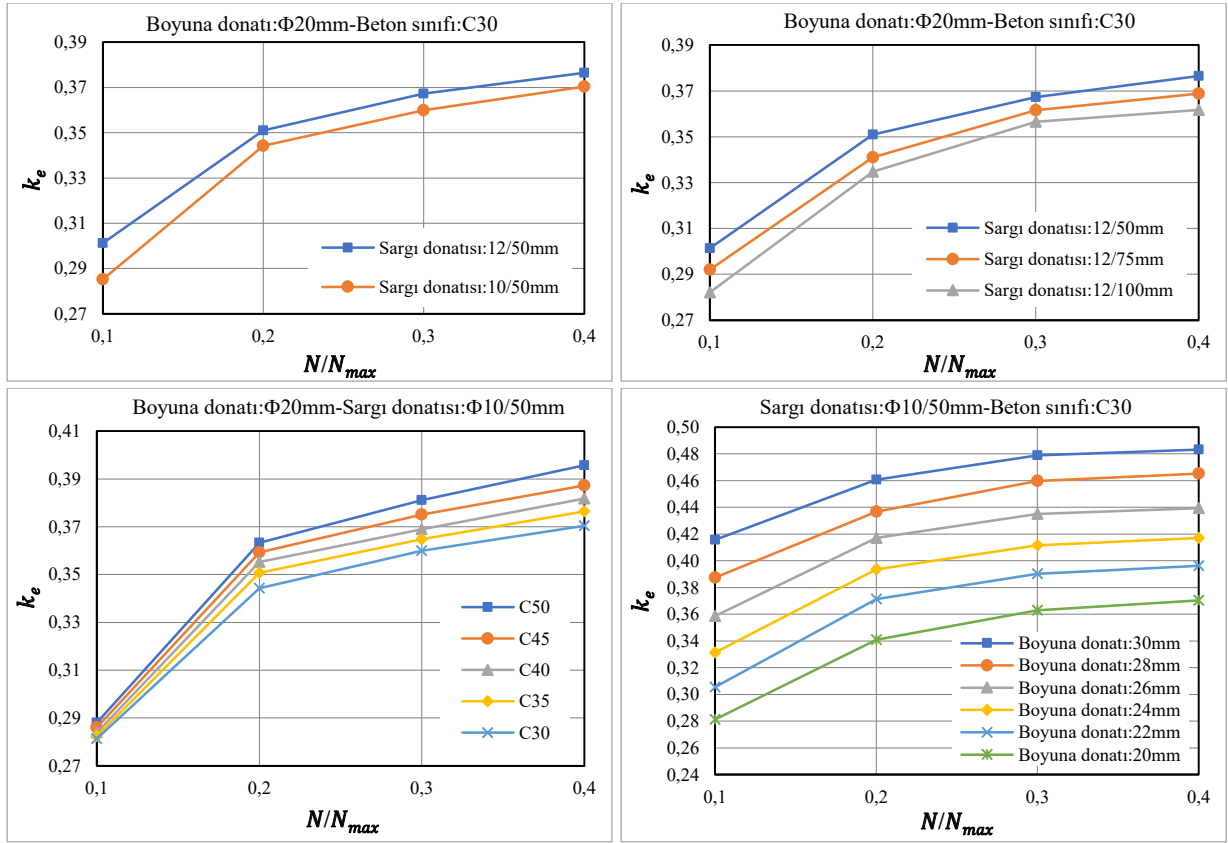 Boyuna donatı:Φ20mm-Beton sınıfı:C30
0,39
0,37
0,35
0,33
0,31
0,29
0,27
k_e
Sargı donatısı:12/50mm
Sargı donatısı:10/50mm
0,1 0,2 0,3 0,4
N/N_max
Boyuna donatı:Φ20mm-Beton sınıfı:C30
0,39
0,37
0,35
0,33
0,31
0,29
0,27
k_e
Sargı donatısı:12/50mm
Sargı donatısı:12/75mm
Sargı donatısı:12/100mm
0,1 0,2 0,3 0,4
N/N_max
Boyuna donatı:Φ20mm-Sargı donatısı:Φ10/50mm
0,41
0,39
0,37
0,35
0,33
0,31
0,29
0,27
k_e
C50
C45
C40
C35
C30
0,1 0,2 0,3 0,4
N/N_max
Sargı donatısı:Φ10/50mm-Beton sınıfı:C30
0,50
0,48
0,46
0,44
0,42
0,40
0,38
0,36
0,34
0,32
0,30
0,28
0,26
0,24
k_e
Boyuna donatı:30mm
Boyuna donatı:28mm
Boyuna donatı:26mm
Boyuna donatı:24mm
Boyuna donatı:22mm
Boyuna donatı:20mm
0,1 0,2 0,3 0,4
N/N_max